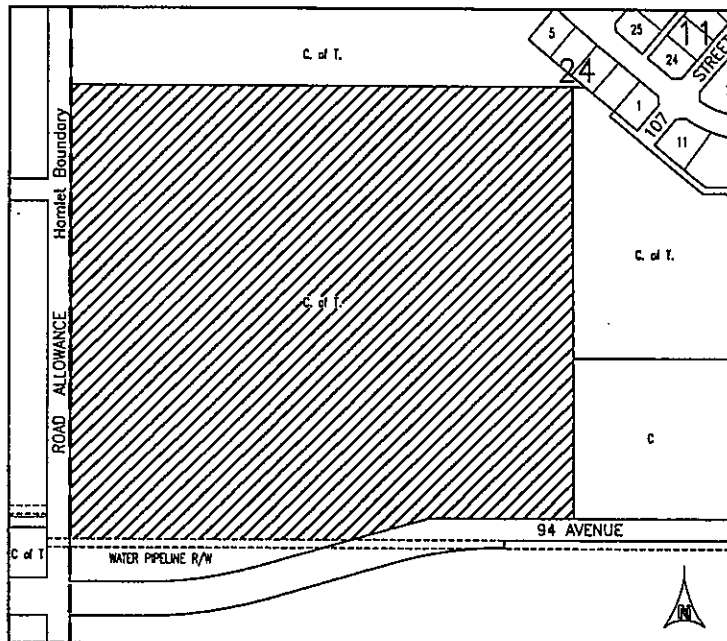 C. of T.
5
24
1
107
25
24
11
STREET
11
ROAD ALLOWANCE Hamlet Boundary
C. of T.
C. of T.
C
94 AVENUE
C of T
WATER PIPELINE R/W
N